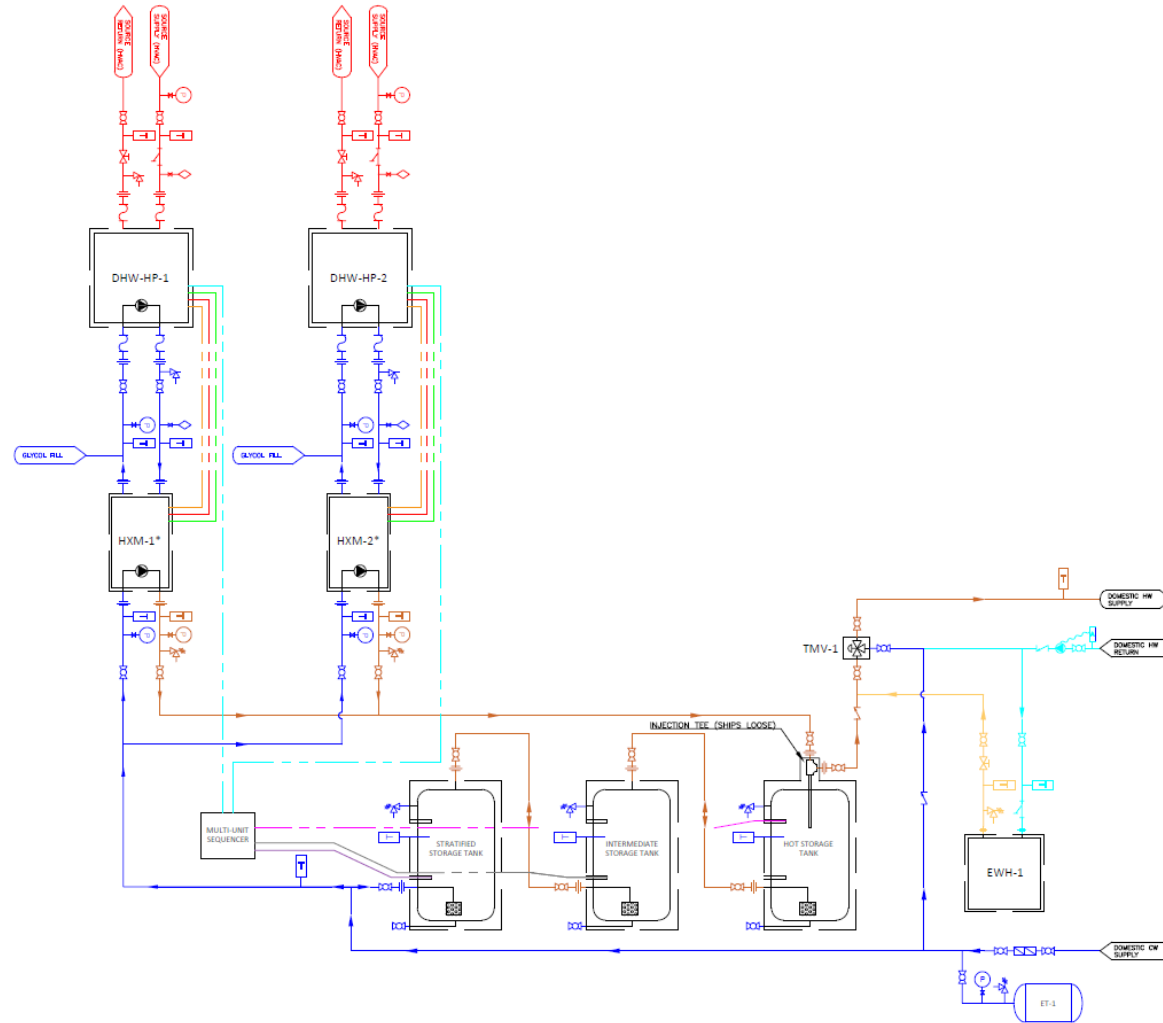 SOURCE
RETURN (HVAC)
SOURCE
SUPPLY (HVAC)
SOURCE
RETURN (HVAC)
SOURCE
SUPPLY (HVAC)
P
P
T
T
T
T
DHW-HP-1
DHW-HP-2
P
P
T
T
T
T
GLYCOL FILL
GLYCOL FILL
HXM-1*
HXM-2*
T
DOMESTIC HW
SUPPLY
T
T
T
T
P
P
P
P
TMV-1
DOMESTIC HW
RETURN
INJECTION TEE (SHIPS LOOSE)
T
T
MULTI-UNIT
SEQUENCER
T
STRATIFIED
STORAGE TANK
T
INTERMEDIATE
STORAGE TANK
T
HOT STORAGE
TANK
T
EWH-1
DOMESTIC CW
SUPPLY
P
ET-1